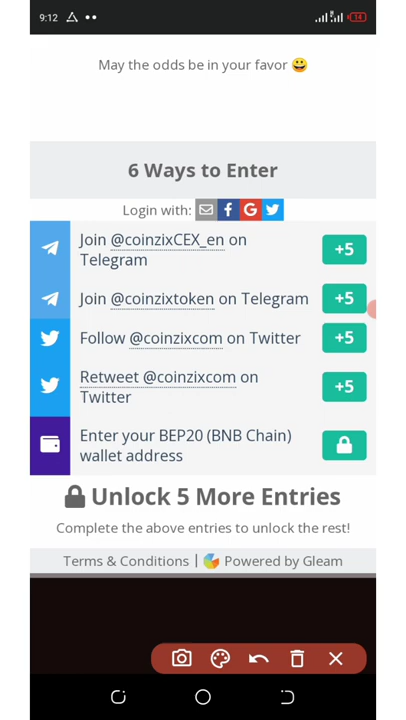 9:12
14
May the odds be in your favor 😀
6 Ways to Enter
Login with:
Join @coinzixCEX_en on
Telegram
+5
Join @coinzixtoken on Telegram
+5
Follow @coinzixcom on Twitter
+5
Retweet @coinzixcom on
Twitter
+5
Enter your BEP20 (BNB Chain)
wallet address
Unlock 5 More Entries
Complete the above entries to unlock the rest!
Terms & Conditions | Powered by Gleam